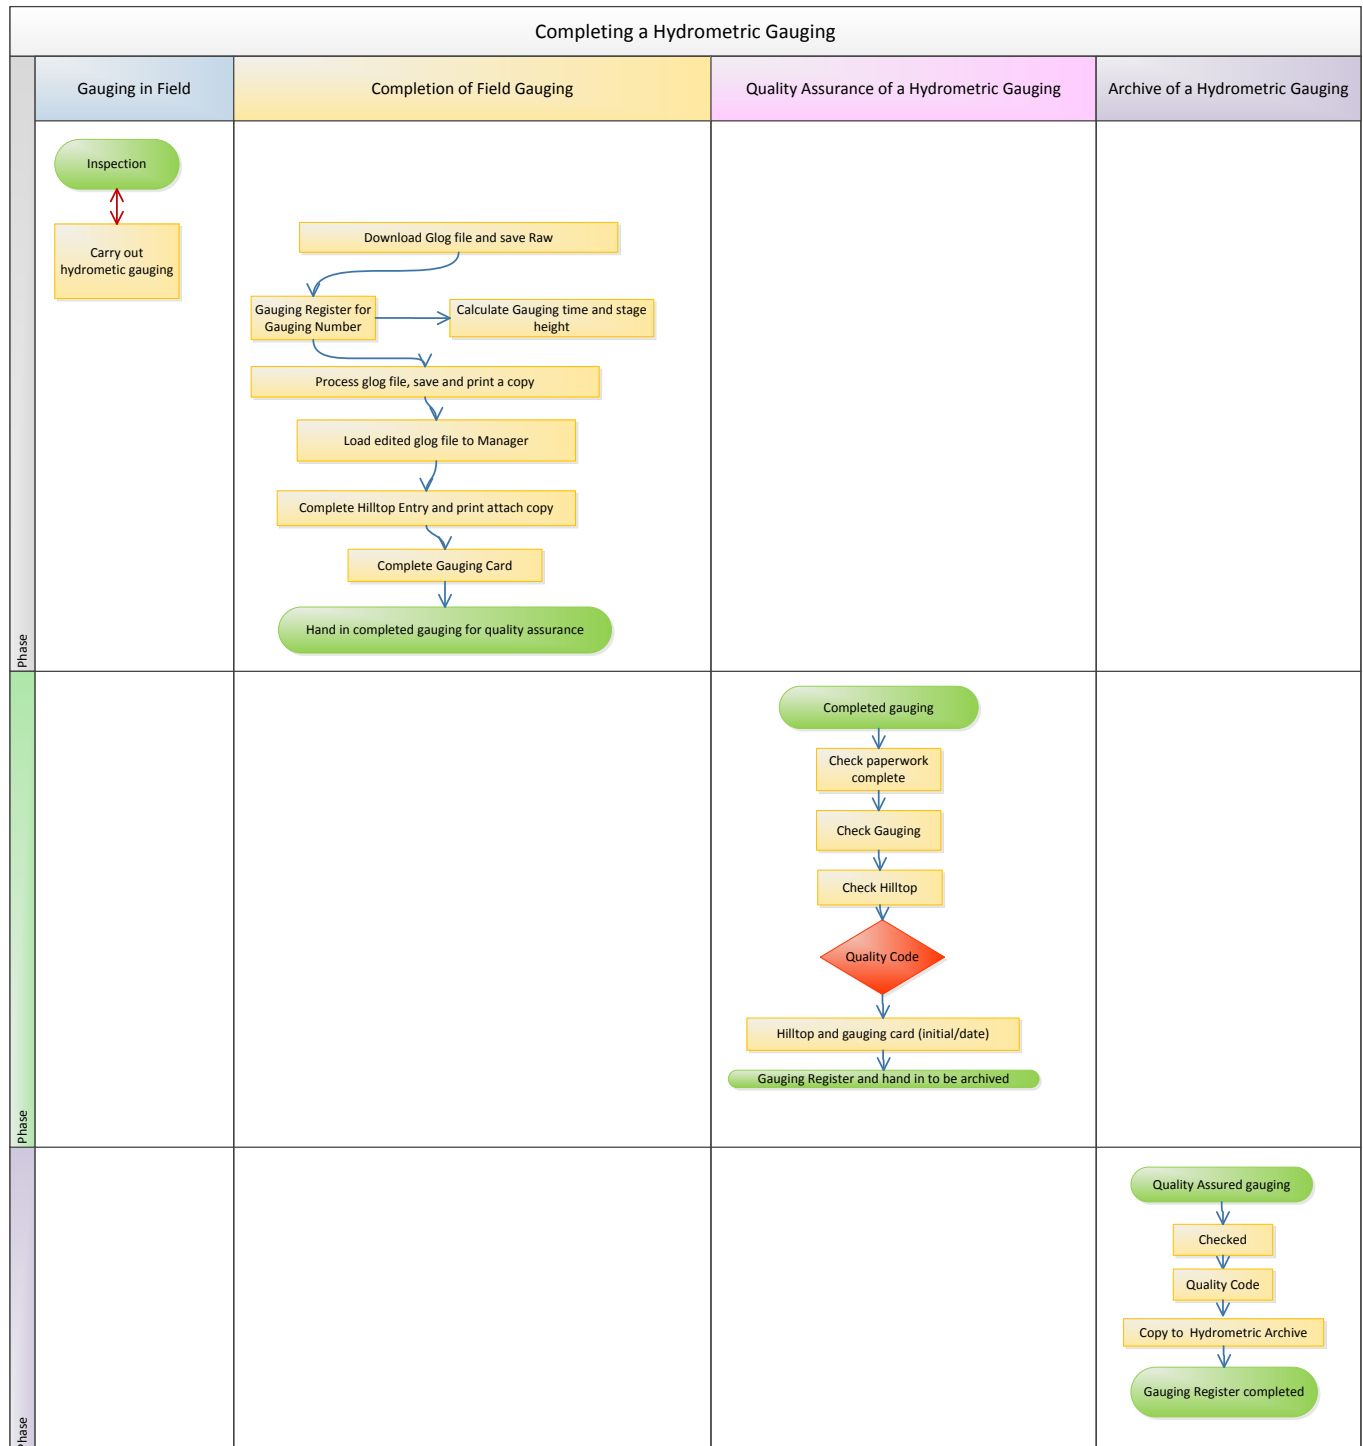 Completing a Hydrometric Gauging
Gauging in Field
Completion of Field Gauging
Quality Assurance of a Hydrometric Gauging
Archive of a Hydrometric Gauging
Phase
Inspection
Carry out
hydrometic gauging
Download Glog file and save Raw
Gauging Register for
Gauging Number
Calculate Gauging time and stage
height
Process glog file, save and print a copy
Load edited glog file to Manager
Complete Hilltop Entry and print attach copy
Complete Gauging Card
Hand in completed gauging for quality assurance
Phase
Completed gauging
Check paperwork
complete
Check Gauging
Check Hilltop
Quality Code
Hilltop and gauging card (initial/date)
Gauging Register and hand in to be archived
Phase
Quality Assured gauging
Checked
Quality Code
Copy to  Hydrometric Archive
Gauging Register completed